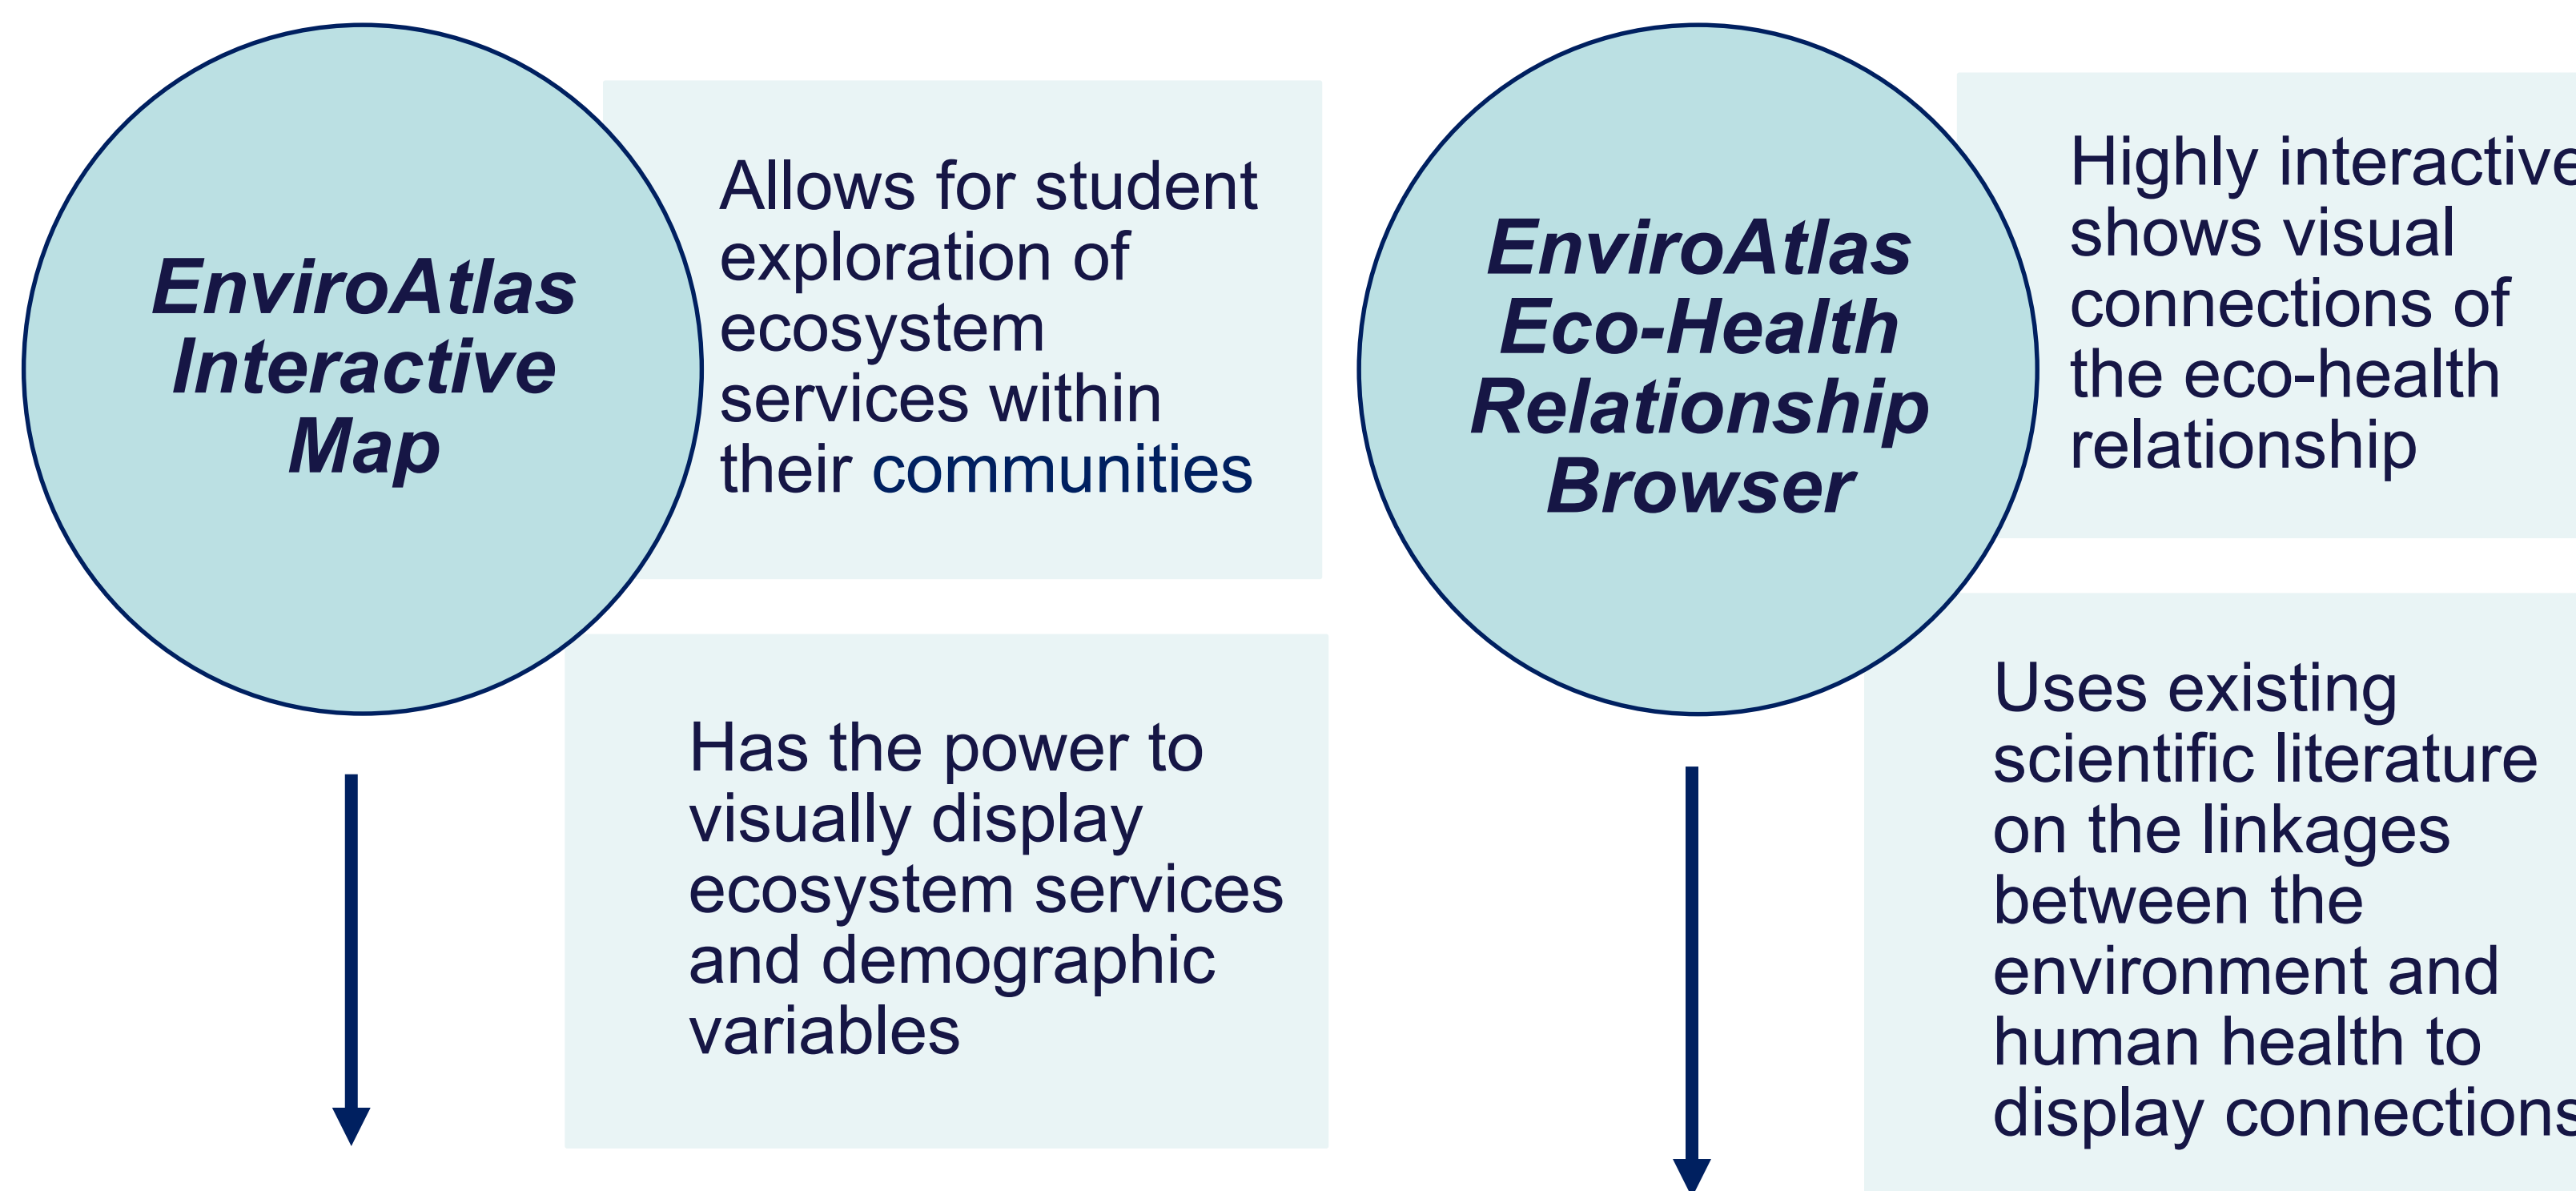 EnviroAtlas
Interactive
Map
Allows for student
exploration of
ecosystem
services within
their communities
Has the power to
visually display
ecosystem services
and demographic
variables
EnviroAtlas
Eco-Health
Relationship
Browser
Highly interactive
shows visual
connections of
the eco-health
relationship
Uses existing
scientific literature
on the linkages
between the
environment and
human health to
display connections